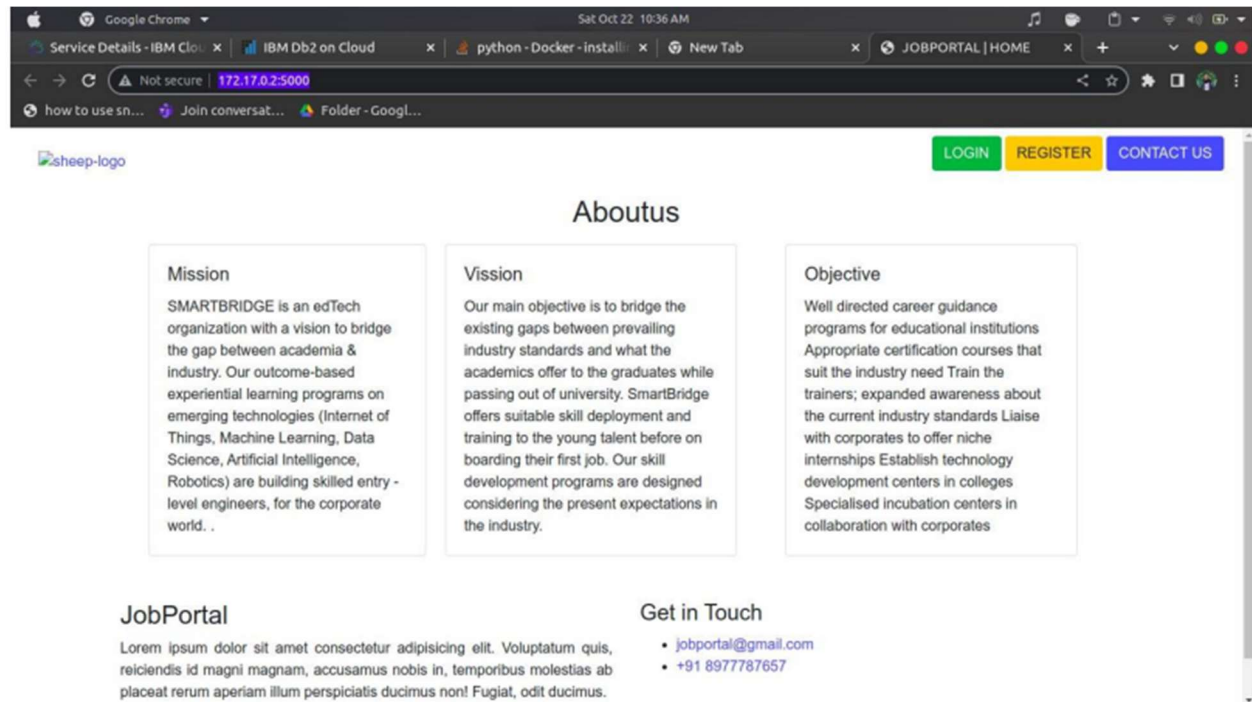 Google Chrome
Sat Oct 22 10:36 AM
Service Details - IBM Clou
IBM Db2 on Cloud
python - Docker - installin
New Tab
JOBPORTAL | HOME
Not secure
172.17.0.2:5000
how to use sn...
Join conversat...
Folder - Googl...
sheep-logo
LOGIN
REGISTER
CONTACT US
Aboutus
Mission
SMARTBRIDGE is an edTech
organization with a vision to bridge
the gap between academia &
industry. Our outcome-based
experiential learning programs on
emerging technologies (Internet of
Things, Machine Learning, Data
Science, Artificial Intelligence,
Robotics) are building skilled entry -
level engineers, for the corporate
world. .
Vission
Our main objective is to bridge the
existing gaps between prevailing
industry standards and what the
academics offer to the graduates while
passing out of university. SmartBridge
offers suitable skill deployment and
training to the young talent before on
boarding their first job. Our skill
development programs are designed
considering the present expectations in
the industry.
Objective
Well directed career guidance
programs for educational institutions
Appropriate certification courses that
suit the industry need Train the
trainers; expanded awareness about
the current industry standards Liaise
with corporates to offer niche
internships Establish technology
development centers in colleges
Specialised incubation centers in
collaboration with corporates
JobPortal
Lorem ipsum dolor sit amet consectetur adipisicing elit. Voluptatum quis,
reiciendis id magni magnam, accusamus nobis in, temporibus molestias ab
placeat rerum aperiam illum perspiciatis ducimus non! Fugiat, odit ducimus.
Get in Touch
jobportal@gmail.com
+91 8977787657